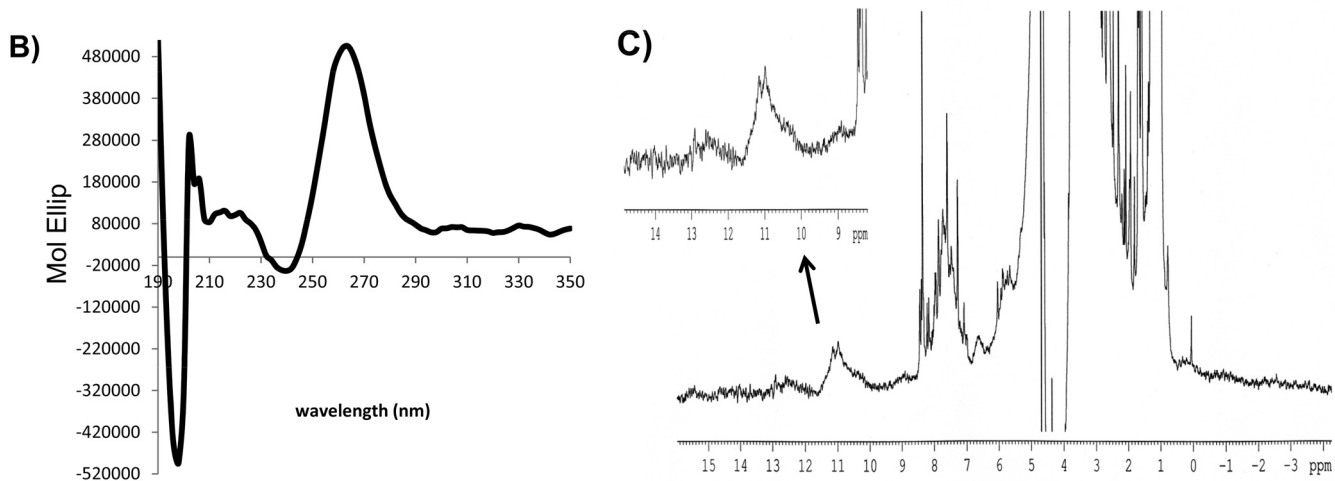 B)
480000
380000
280000
180000
80000
-20000
-120000
-220000
-320000
-420000
-520000
Mol Ellip
190 210 230 250 270 290 310 330 350
wavelength (nm)
C)
14 13 12 11 10 9 ppm
15 14 13 12 11 10 9 8 7 6 5 4 3 2 1 0 -1 -2 -3 ppm